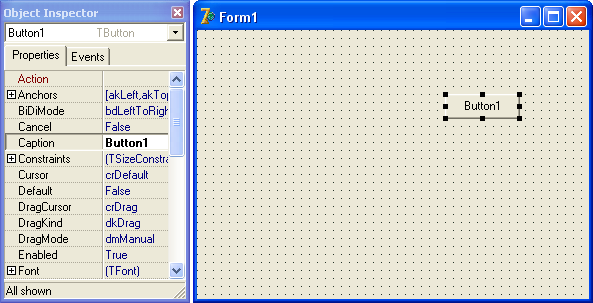 Object Inspector
Button1 TButton
Properties Events
Action
Anchors [akLeft,akTop
BiDiMode bdLeftToRigh
Cancel False
Caption Button1
Constraints (TSizeConstra
Cursor crDefault
Default False
DragCursor crDrag
DragKind dkDrag
DragMode dmManual
Enabled True
Font (TFont)
All shown
Form1
Button1